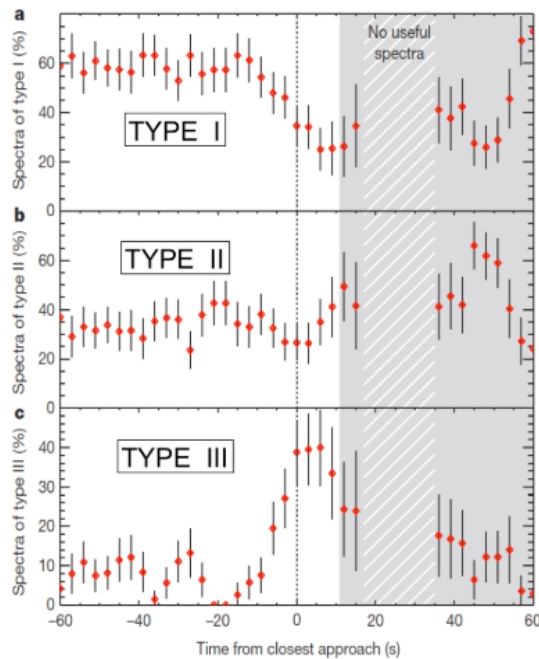 a
Spectra of type I (%)
80
60
40
20
0
TYPE I
No useful
spectra
b
Spectra of type II (%)
60
40
20
0
TYPE II
c
Spectra of type III (%)
40
30
20
10
0
TYPE III
−60
−40
−20
0
20
40
60
Time from closest approach (s)